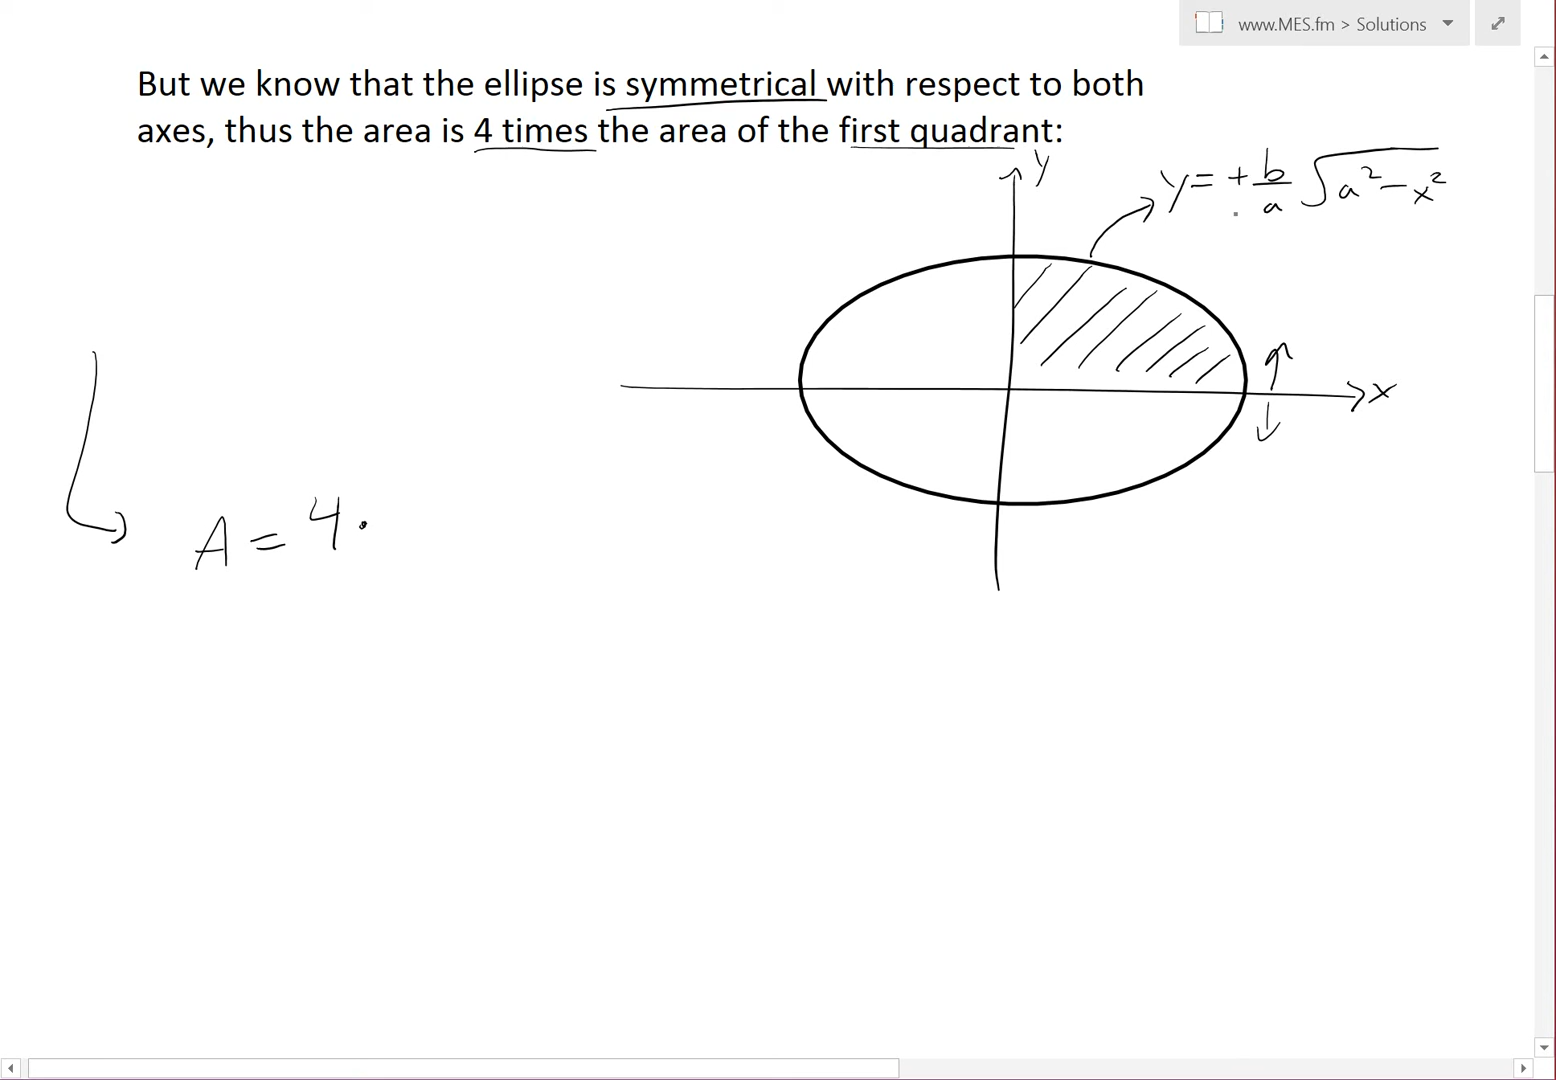 www.MES.fm > Solutions
But we know that the ellipse is symmetrical with respect to both
axes, thus the area is 4 times the area of the first quadrant:
y
y = + b/a √(a² − x²)
x
A = 4 ·